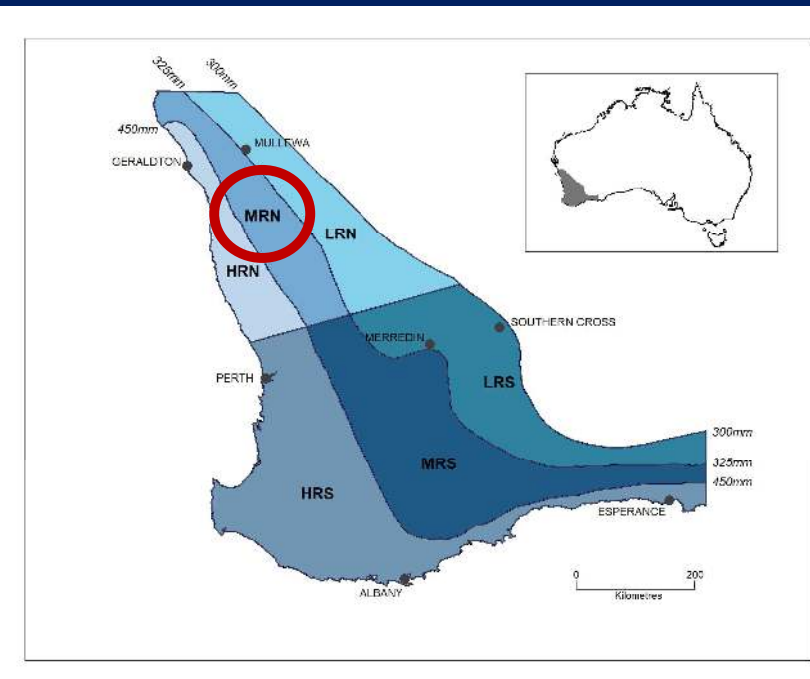 325mm
300mm
450mm
MULLEWA
GERALDTON
MRN
LRN
HRN
SOUTHERN CROSS
MERREDIN
PERTH
LRS
300mm
MRS
325mm
450mm
HRS
ESPERANCE
0 200
Kilometres
ALBANY